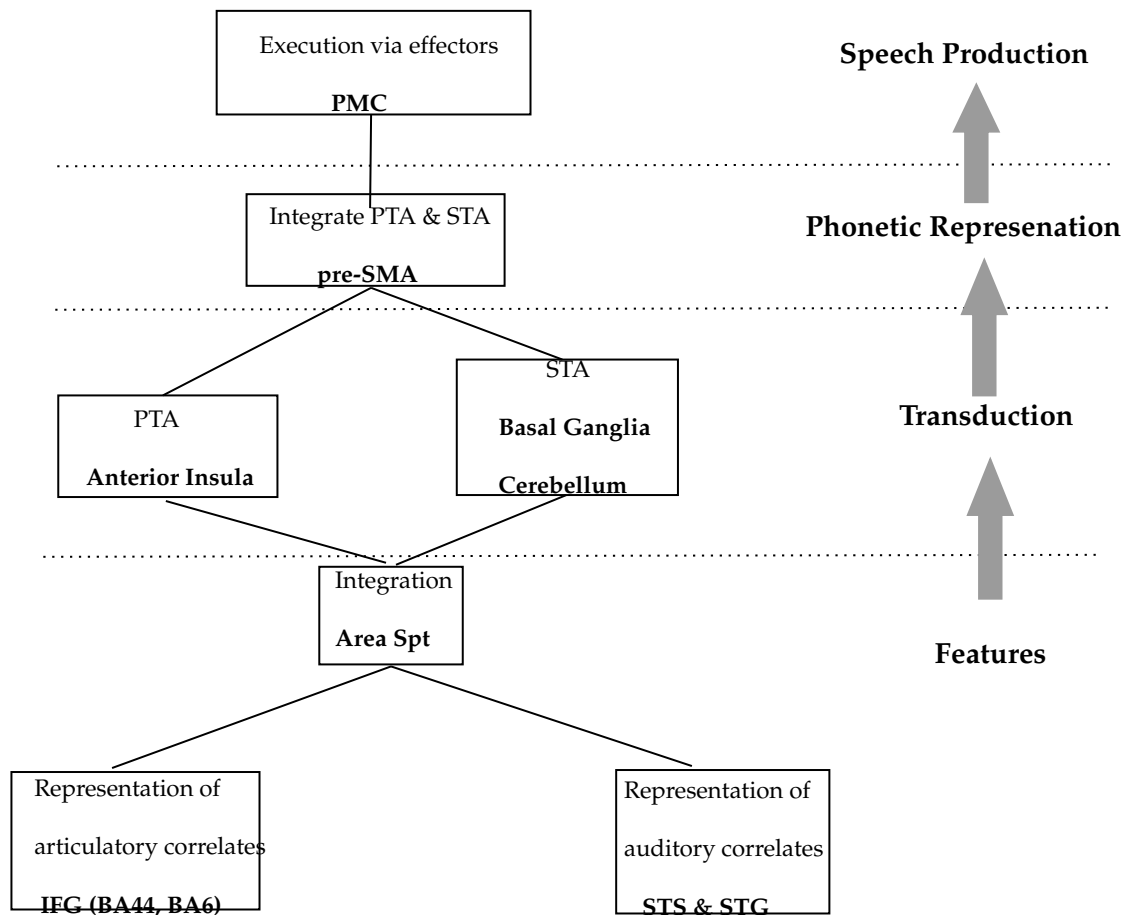 Execution via effectors
PMC
Speech Production
Integrate PTA & STA
pre-SMA
Phonetic Represenation
PTA
Anterior Insula
STA
Basal Ganglia
Cerebellum
Transduction
Integration
Area Spt
Features
Representation of
articulatory correlates
IFG (BA44, BA6)
Representation of
auditory correlates
STS & STG